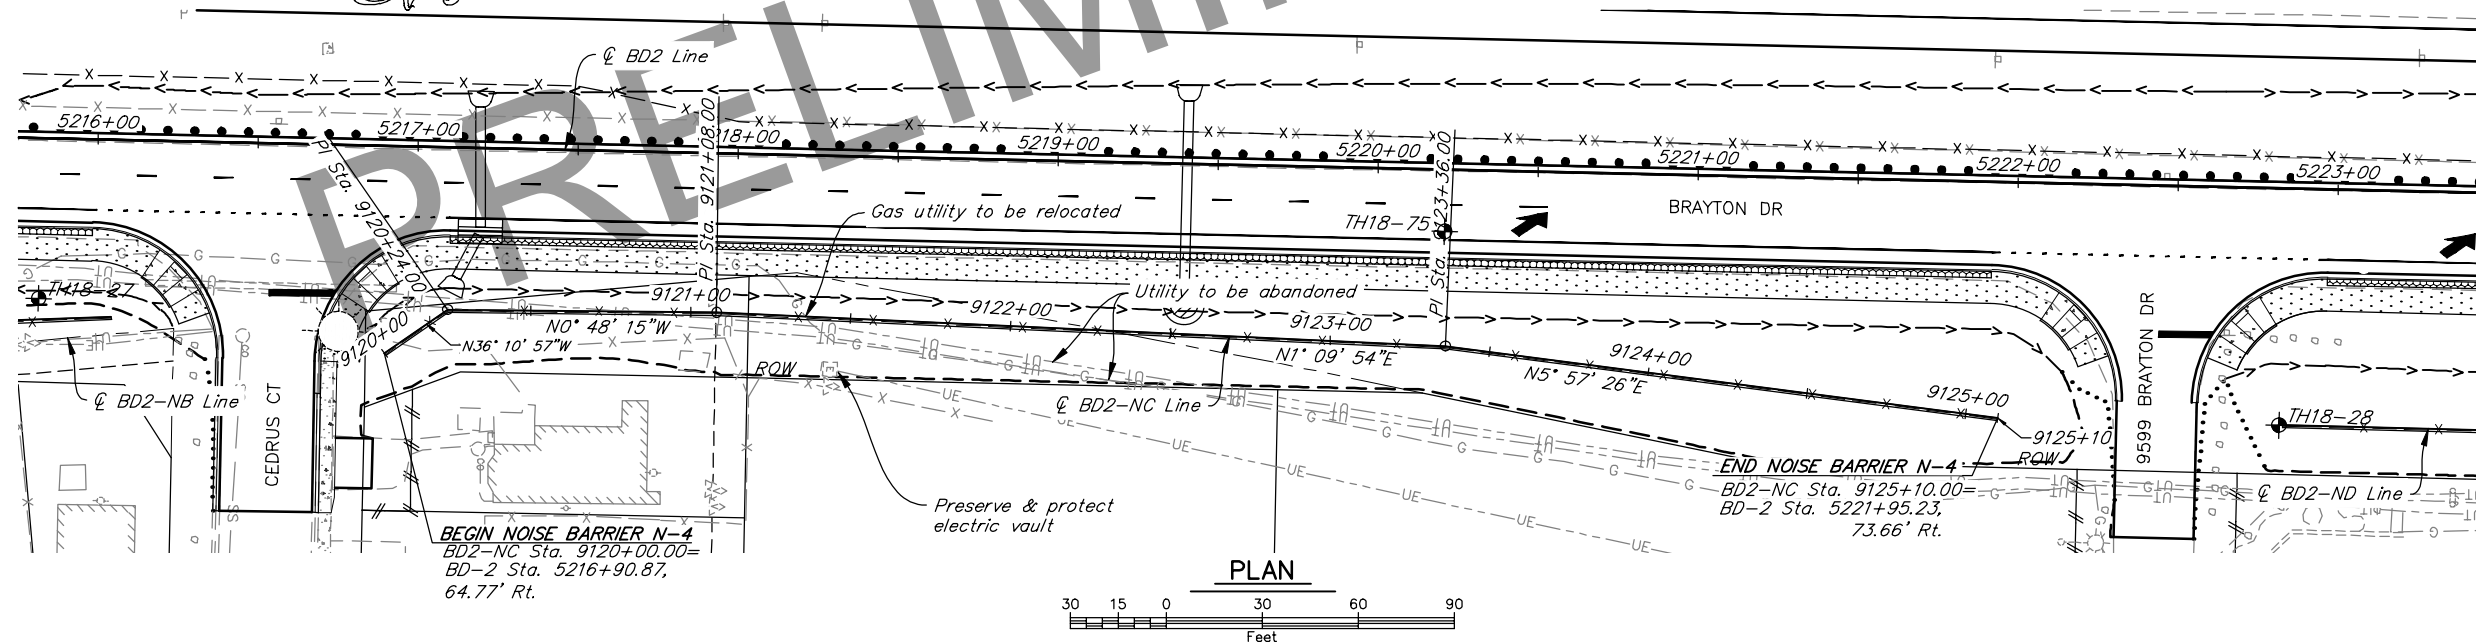 PRELIMI
℄ BD2 Line
5216+00
5217+00
18+00
5219+00
5220+00
5221+00
5222+00
5223+00
PI Sta. 9120+24.00
PI Sta. 9121+08.00
PI Sta. 9123+36.00
Gas utility to be relocated
TH18-75
BRAYTON DR
TH18-27
9120+00
9121+00
9122+00
9123+00
9124+00
9125+00
Utility to be abandoned
N0° 48' 15"W
N36° 10' 57"W
N1° 09' 54"E
N5° 57' 26"E
ROW
℄ BD2-NB Line
CEDRUS CT
℄ BD2-NC Line
9125+10
ROW
9599 BRAYTON DR
TH18-28
℄ BD2-ND Line
END NOISE BARRIER N-4
BD2-NC Sta. 9125+10.00=
BD-2 Sta. 5221+95.23,
73.66' Rt.
Preserve & protect
electric vault
BEGIN NOISE BARRIER N-4
BD2-NC Sta. 9120+00.00=
BD-2 Sta. 5216+90.87,
64.77' Rt.
PLAN
30 15 0 30 60 90
Feet